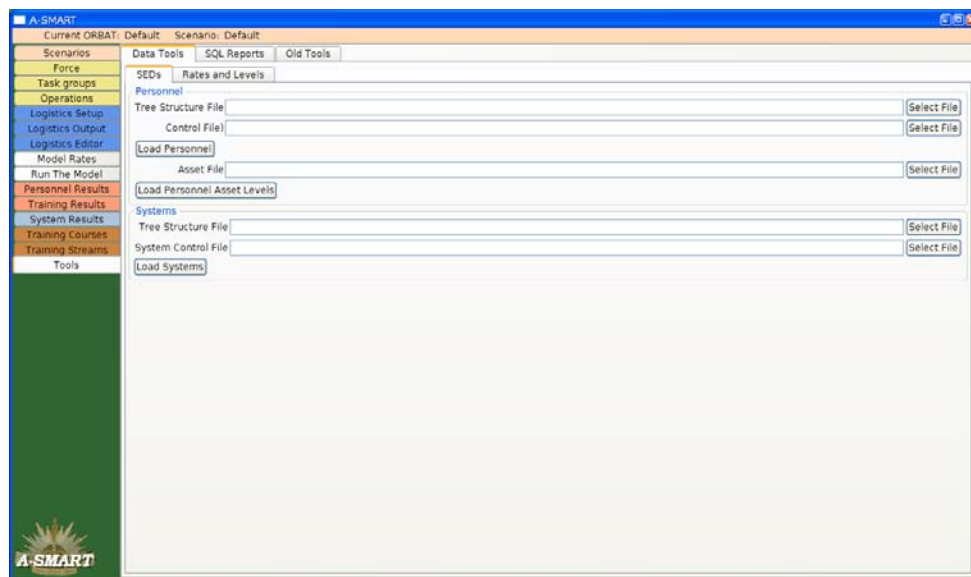 A-SMART
Current ORBAT: Default Scenario: Default
Scenarios
Force
Task groups
Operations
Logistics Setup
Logistics Output
Logistics Editor
Model Rates
Run The Model
Personnel Results
Training Results
System Results
Training Courses
Training Streams
Tools
Data Tools SQL Reports Old Tools
SEDs Rates and Levels
Personnel
Tree Structure File Select File
Control File) Select File
Load Personnel
Asset File Select File
Load Personnel Asset Levels
Systems
Tree Structure File Select File
System Control File Select File
Load Systems
A-SMART